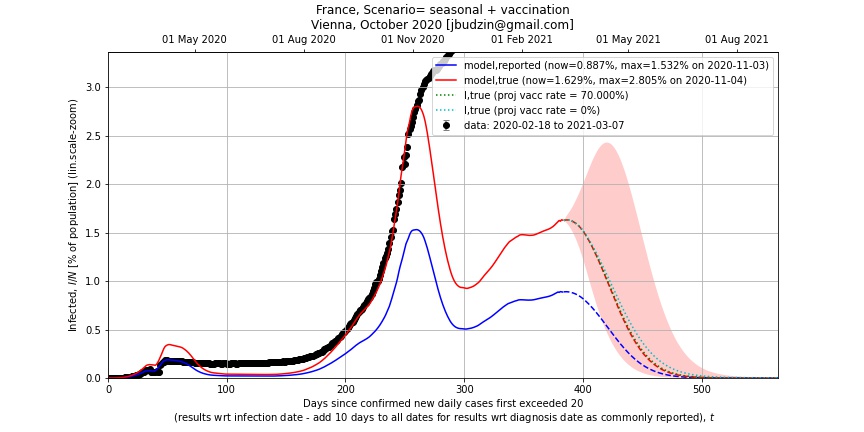 France, Scenario= seasonal + vaccination
Vienna, October 2020 [jbudzin@gmail.com]
01 May 2020 01 Aug 2020 01 Nov 2020 01 Feb 2021 01 May 2021 01 Aug 2021
model,reported (now=0.887%, max=1.532% on 2020-11-03)
model,true (now=1.629%, max=2.805% on 2020-11-04)
I,true (proj vacc rate = 70.000%)
I,true (proj vacc rate = 0%)
data: 2020-02-18 to 2021-03-07
Infected, I/N [% of population] (lin.scale-zoom)
3.0
2.5
2.0
1.5
1.0
0.5
0.0
0 100 200 300 400 500
Days since confirmed new daily cases first exceeded 20
(results wrt infection date - add 10 days to all dates for results wrt diagnosis date as commonly reported), t